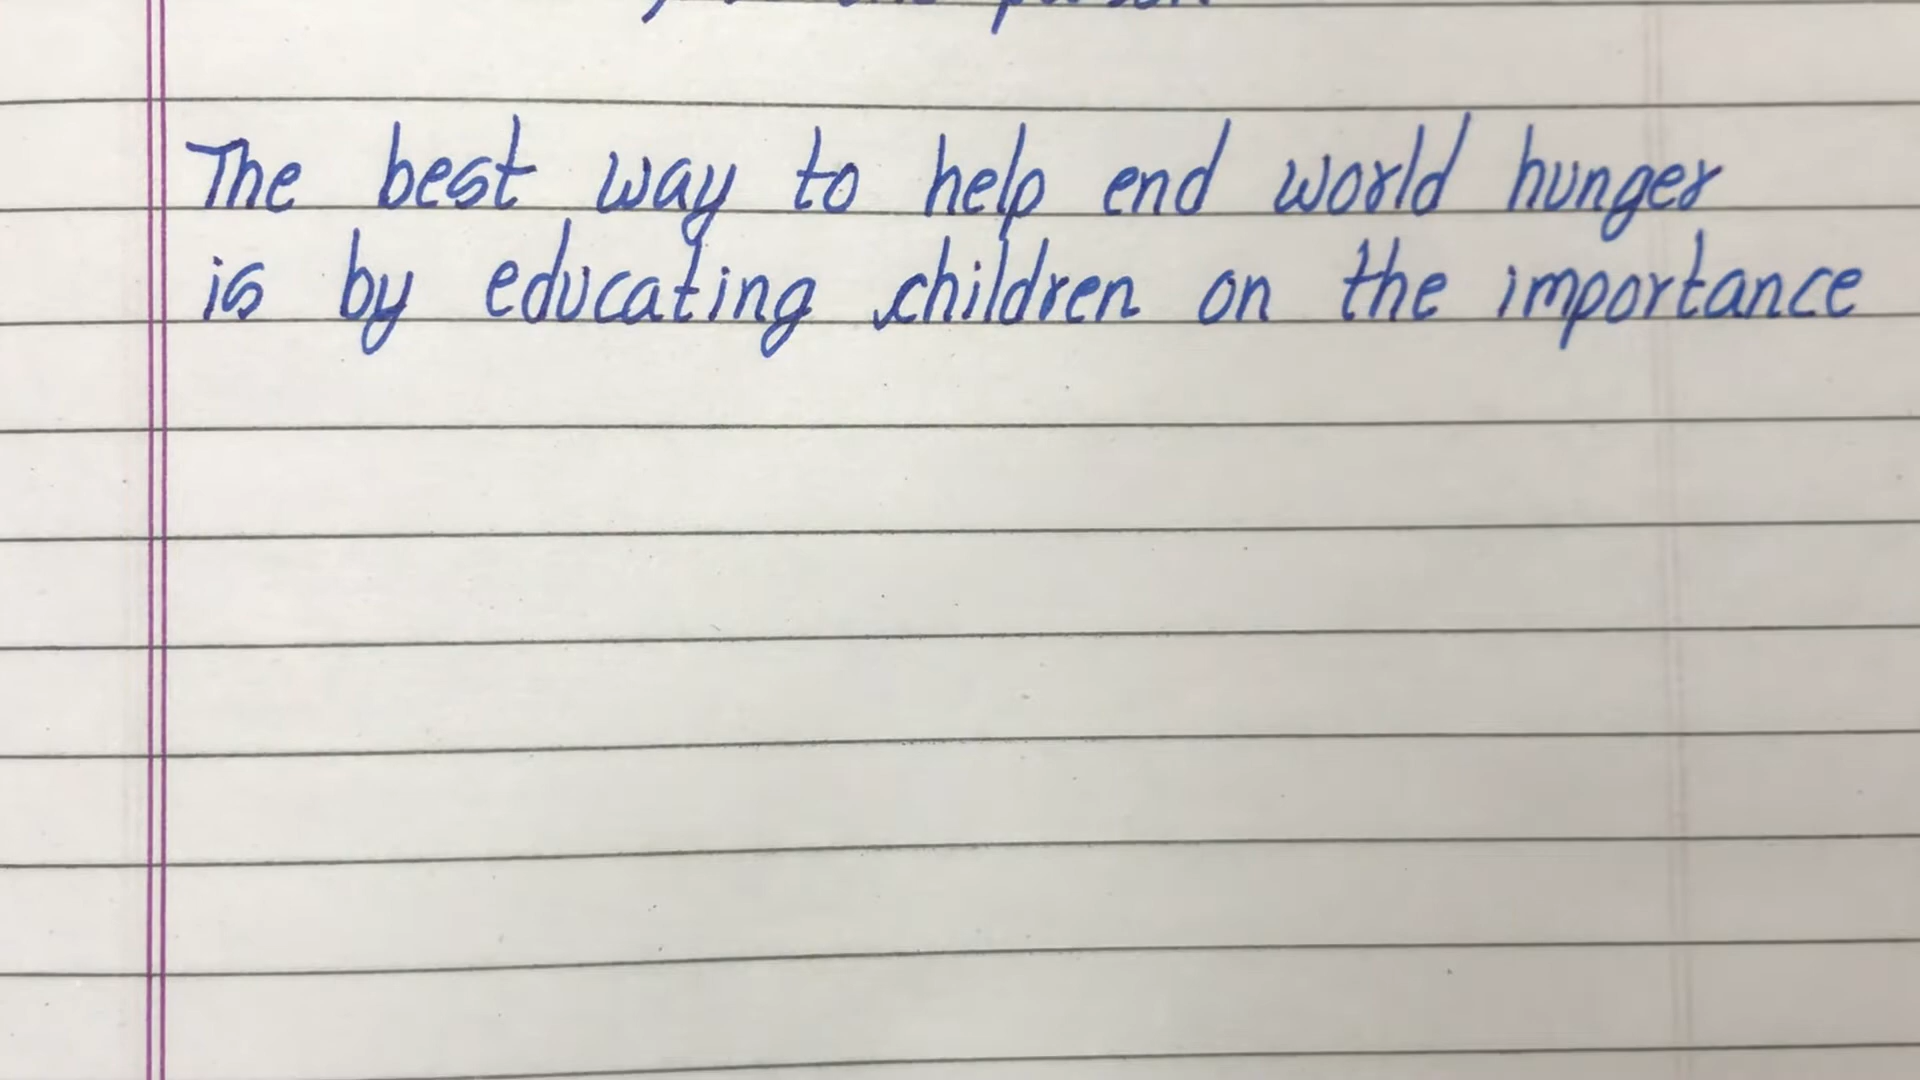 The best way to help end world hunger
is by educating children on the importance